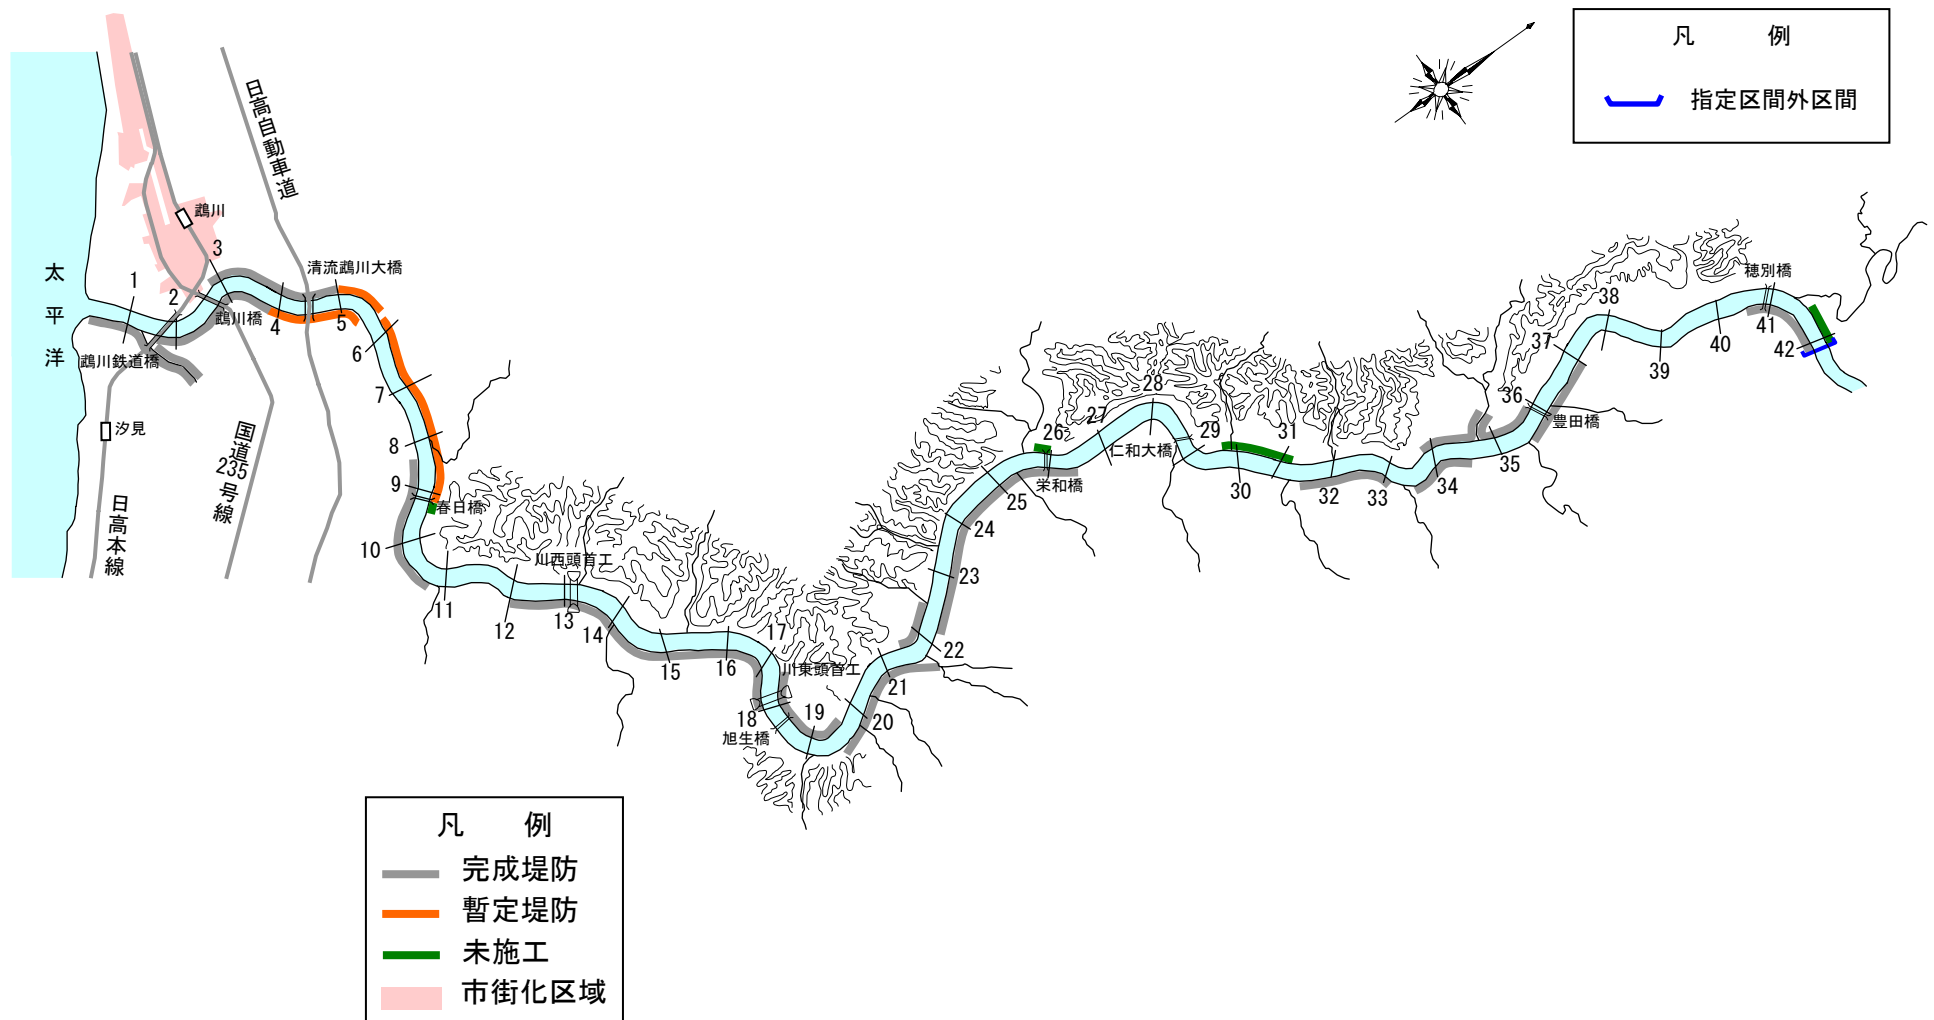 凡 例
指定区間外区間
日高自動車道
鵡川
太平洋
1
2
3
清流鵡川大橋
鵡川橋
4
5
鵡川鉄道橋
6
7
汐見
国道235号線
日高本線
8
9
春日橋
10
11
12
川西頭首工
13
14
15
16
17
川東頭首工
18
旭生橋
19
20
21
22
23
24
25
26
栄和橋
27
28
仁和大橋
29
30
31
32
33
34
35
36
豊田橋
37
38
39
40
穂別橋
41
42
凡 例
完成堤防
暫定堤防
未施工
市街化区域